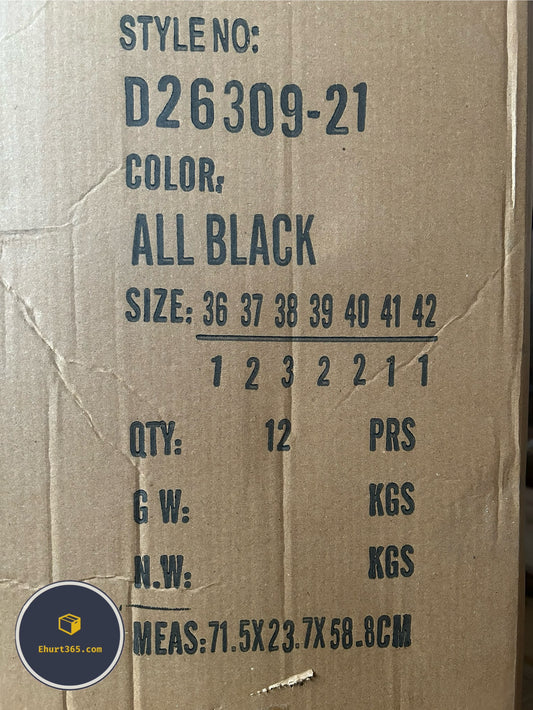 STYLE NO:
D26309-21
COLOR:
ALL BLACK
SIZE: 36 37 38 39 40 41 42
1 2 3 2 2 1 1
QTY: 12 PRS
G W: KGS
N.W: KGS
MEAS:71.5X23.7X58.8CM
Ehurt365.com